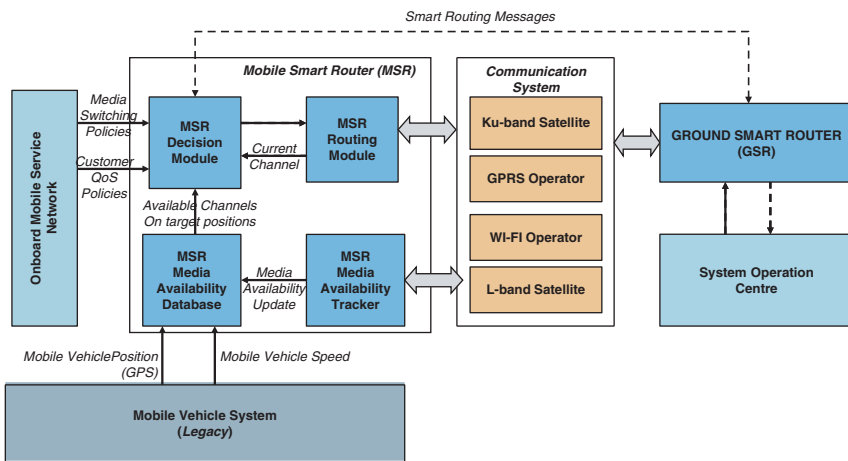 Smart Routing Messages
Mobile Smart Router (MSR)
Communication
System
Media
Switching
Policies
Customer
QoS
Policies
Onboard Mobile Service
Network
MSR
Decision
Module
Current
Channel
MSR
Routing
Module
Ku-band Satellite
GPRS Operator
WI-FI Operator
L-band Satellite
GROUND SMART ROUTER
(GSR)
Available Channels
On target positions
MSR
Media
Availability
Database
Media
Availability
Update
MSR
Media
Availability
Tracker
System Operation
Centre
Mobile VehiclePosition
(GPS)
Mobile Vehicle Speed
Mobile Vehicle System
(Legacy)